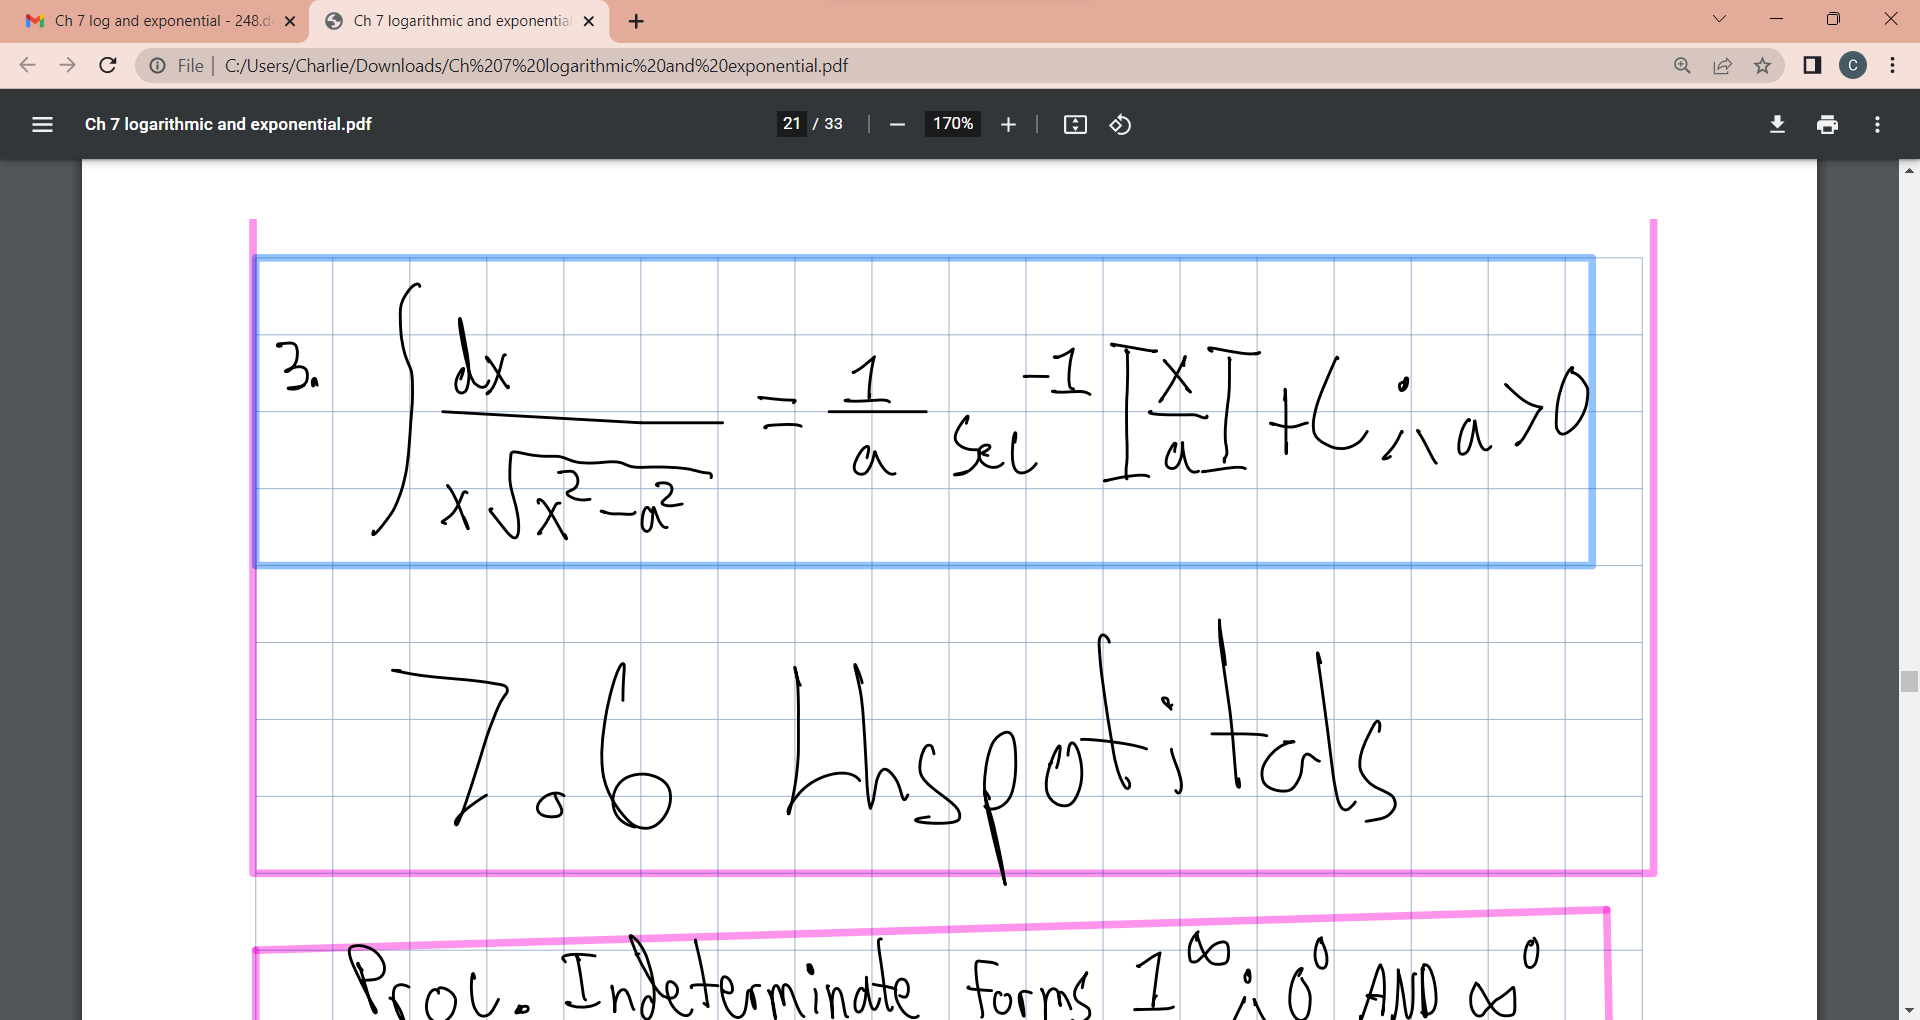 Ch 7 log and exponential - 248.d
Ch 7 logarithmic and exponential
File | C:/Users/Charlie/Downloads/Ch%207%20logarithmic%20and%20exponential.pdf
C
Ch 7 logarithmic and exponential.pdf
21 / 33
170%
3. ∫ dx / x√(x² - a²) = 1/a sec⁻¹ [x/a] + C ; a > 0
7.6 Lhspotitals
Proc. Indeterminate forms 1^∞ ; 0^0 AND ∞^0